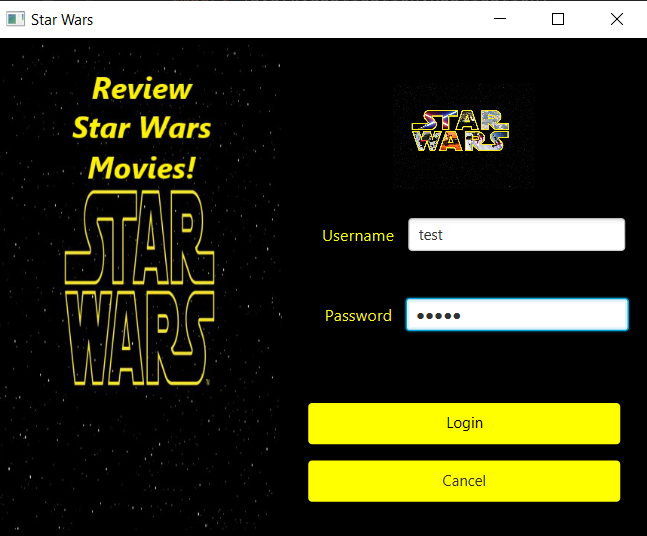 Star Wars
Review
Star Wars
Movies!
STAR
WARS
STAR
WARS
Username
test
Password
•••••
Login
Cancel